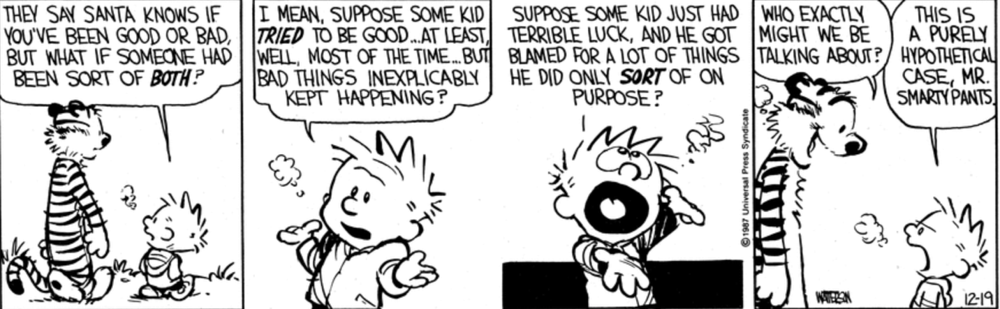 THEY SAY SANTA KNOWS IF
YOU'VE BEEN GOOD OR BAD,
BUT WHAT IF SOMEONE HAD
BEEN SORT OF BOTH?
I MEAN, SUPPOSE SOME KID
TRIED TO BE GOOD...AT LEAST,
WELL, MOST OF THE TIME...BUT
BAD THINGS INEXPLICABLY
KEPT HAPPENING?
SUPPOSE SOME KID JUST HAD
TERRIBLE LUCK, AND HE GOT
BLAMED FOR A LOT OF THINGS
HE DID ONLY SORT OF ON
PURPOSE?
©1987 Universal Press Syndicate
WHO EXACTLY
MIGHT WE BE
TALKING ABOUT?
THIS IS
A PURELY
HYPOTHETICAL
CASE, MR.
SMARTYPANTS.
WATTERSON
12-19